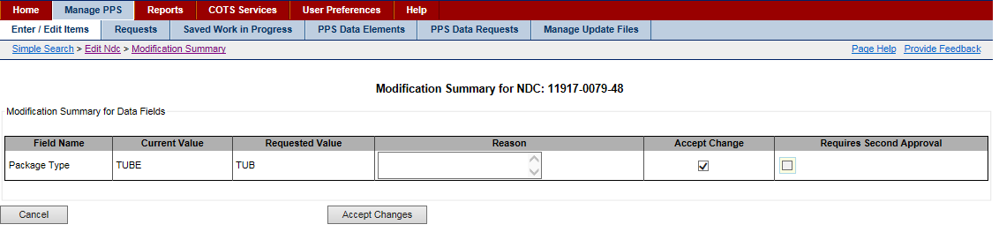 Home Manage PPS Reports COTS Services User Preferences Help
Enter / Edit Items Requests Saved Work in Progress PPS Data Elements PPS Data Requests Manage Update Files
Simple Search > Edit Ndc > Modification Summary Page Help Provide Feedback
Modification Summary for NDC: 11917-0079-48
Modification Summary for Data Fields
Field Name Current Value Requested Value Reason Accept Change Requires Second Approval
Package Type TUBE TUB
Cancel Accept Changes